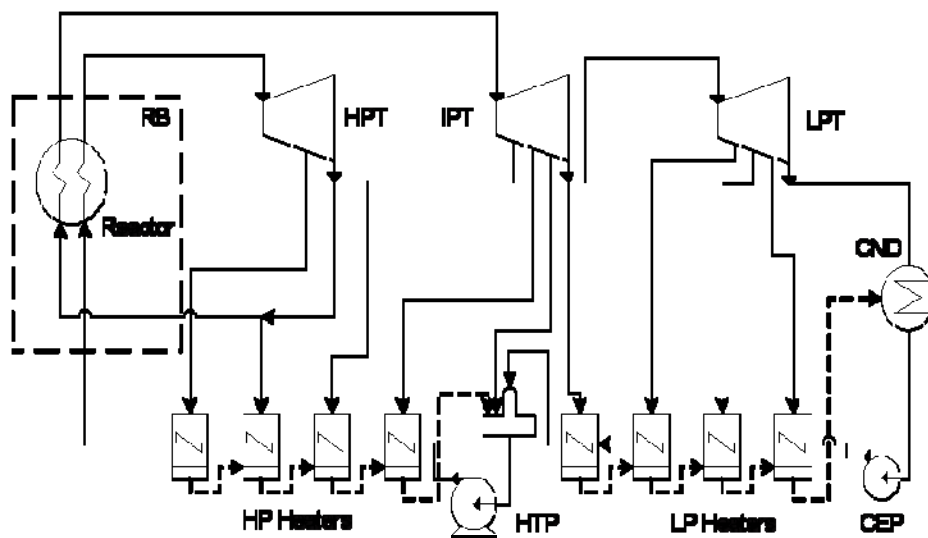 RB
HPT
IPT
LPT
Reactor
CND
HP Heaters
HTP
LP Heaters
CEP